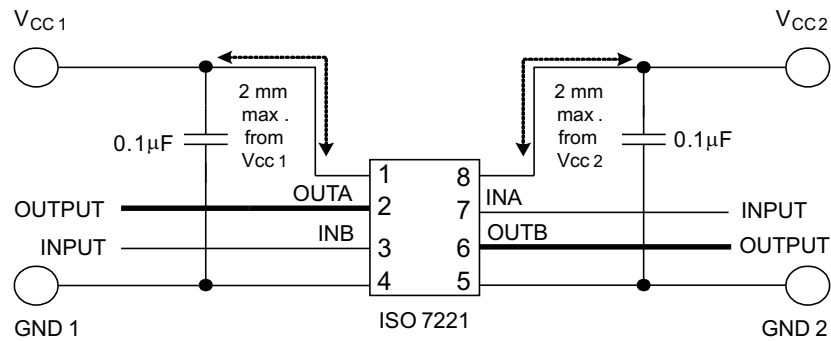 VCC 1
VCC2
2 mm
max .
from
Vcc 1
2 mm
max .
from
Vcc 2
0.1µF
0.1µF
1
8
OUTPUT
OUTA
2
7
INA
INPUT
INPUT
INB
3
6
OUTB
OUTPUT
4
5
GND 1
ISO 7221
GND 2